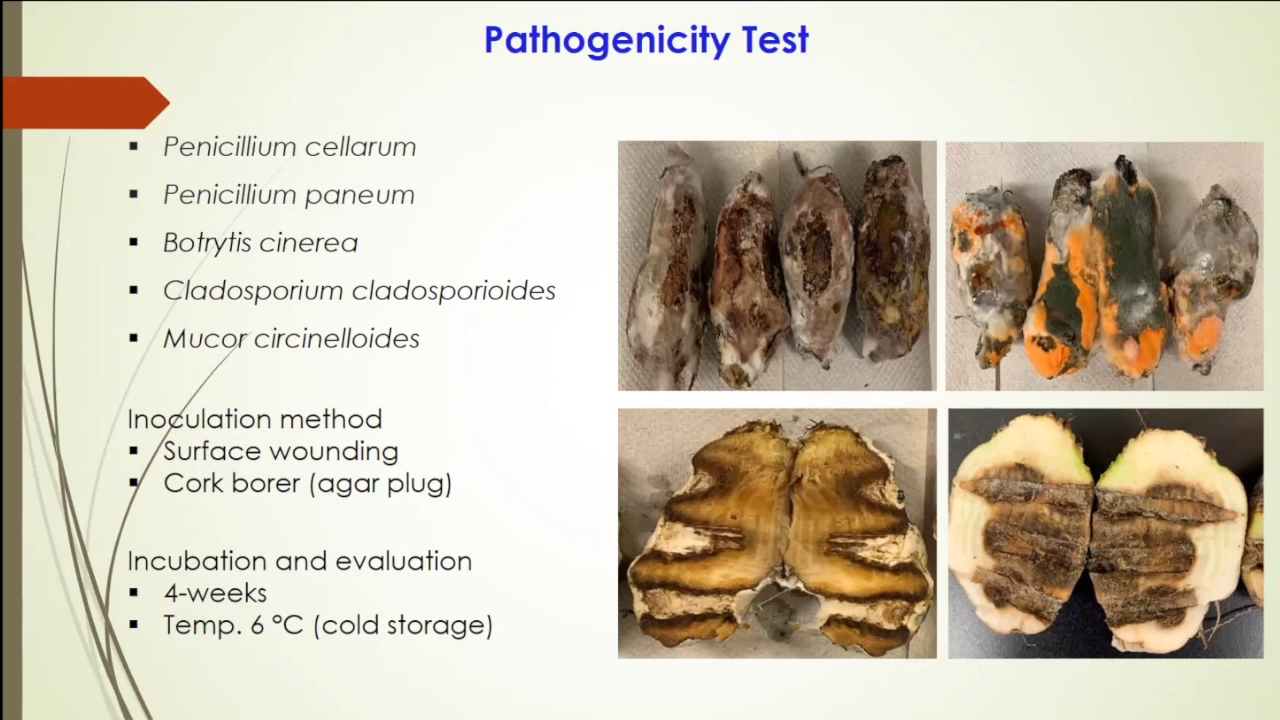 Pathogenicity Test
▪ Penicillium cellarum
▪ Penicillium paneum
▪ Botrytis cinerea
▪ Cladosporium cladosporioides
▪ Mucor circinelloides
Inoculation method
▪ Surface wounding
▪ Cork borer (agar plug)
Incubation and evaluation
▪ 4-weeks
▪ Temp. 6 °C (cold storage)